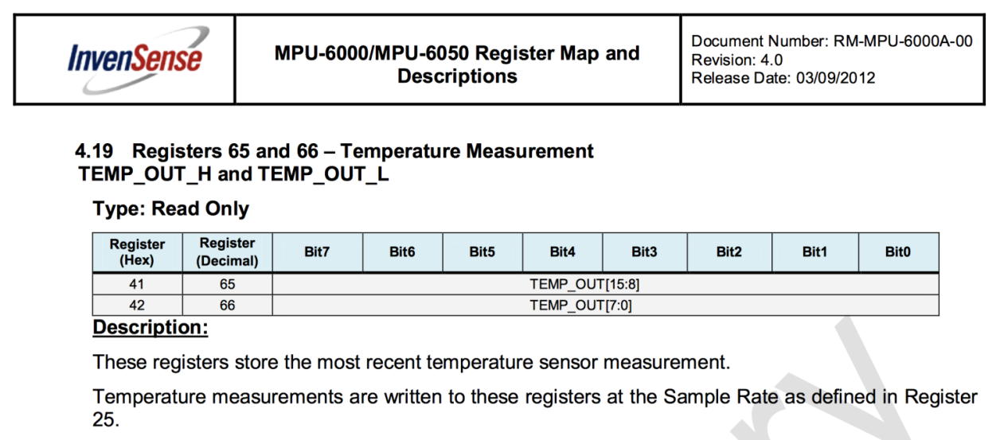 InvenSense
MPU-6000/MPU-6050 Register Map and
Descriptions
Document Number: RM-MPU-6000A-00
Revision: 4.0
Release Date: 03/09/2012
4.19 Registers 65 and 66 – Temperature Measurement
TEMP_OUT_H and TEMP_OUT_L
Type: Read Only
Register (Hex) Register (Decimal) Bit7 Bit6 Bit5 Bit4 Bit3 Bit2 Bit1 Bit0
41 65 TEMP_OUT[15:8]
42 66 TEMP_OUT[7:0]
Description:
These registers store the most recent temperature sensor measurement.
Temperature measurements are written to these registers at the Sample Rate as defined in Register
25.